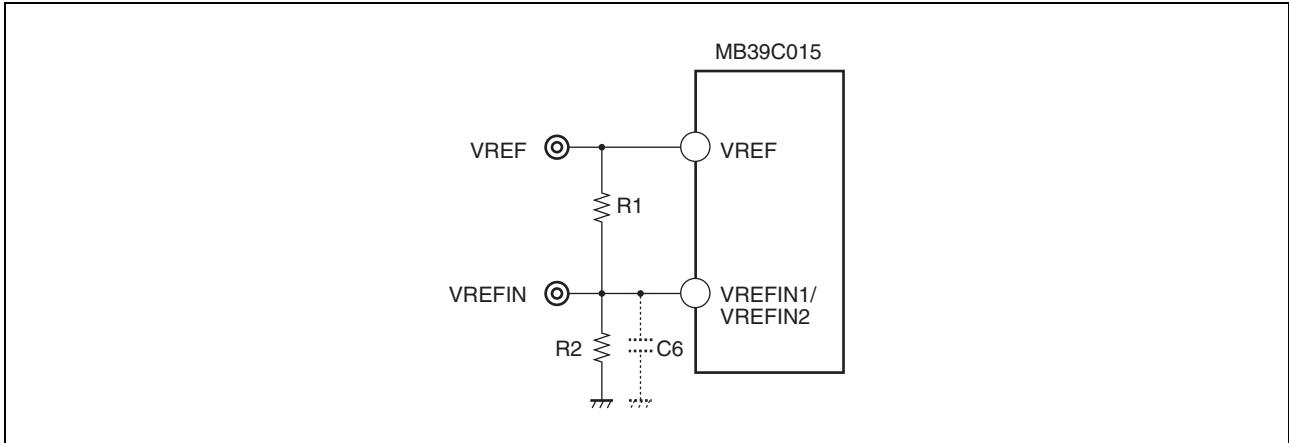 MB39C015
VREF
VREF
R1
VREFIN
VREFIN1/
VREFIN2
R2
C6